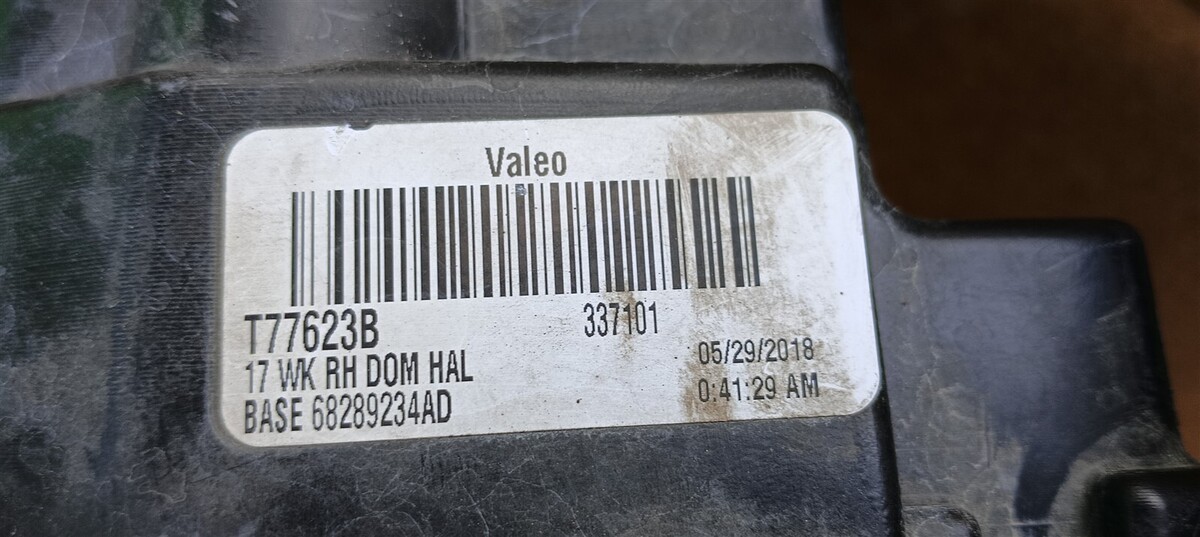 Valeo
T77623B
337101
17 WK RH DOM HAL
05/29/2018
BASE 68289234AD
0:41:29 AM